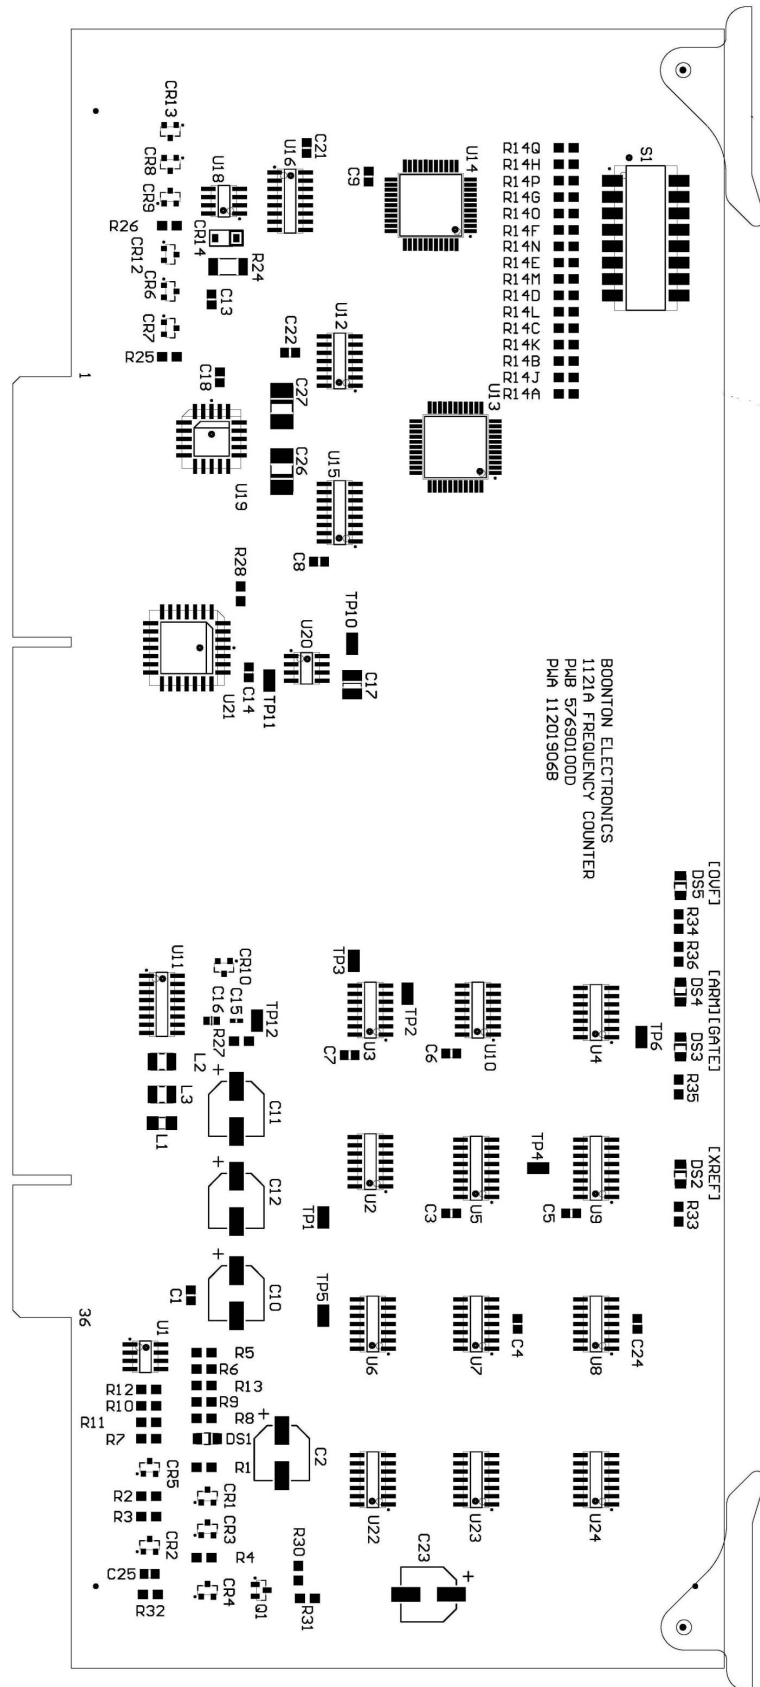 CR13
CR8
CR9
R26
CR12
CR6
CR7
R25
U18
CR14
R24
C13
C18
U16
C21
C9
U14
R14Q
R14H
R14P
R14G
R14O
R14F
R14N
R14E
R14M
R14D
R14L
R14C
R14K
R14B
R14J
R14A
S1
C22
U12
C27
C26
U15
U13
1
U19
C8
R28
TP10
U20
C17
U21
C14
TP11
BOONTON ELECTRONICS
1121A FREQUENCY COUNTER
PWB 57690100D
PWA 11201906B
[OVF]
DS5
R34
R36
[ARM]
DS4
[GATE]
DS3
R35
[XREF]
DS2
R33
U11
CR10
C16
C15
TP12
R27
TP3
TP2
U3
C7
U10
C6
U4
TP6
L2
L3
L1
+
C11
+
C12
U2
TP1
U5
C3
TP4
U9
C5
+
C10
C1
TP5
36
U1
U6
U7
C4
U8
C24
R5
R6
R13
R9
R8
DS1
R1
R12
R10
R11
R7
CR5
R2
R3
CR2
C25
R32
CR1
CR3
R4
CR4
Q1
+
C2
R30
R31
U22
U23
U24
C23
+